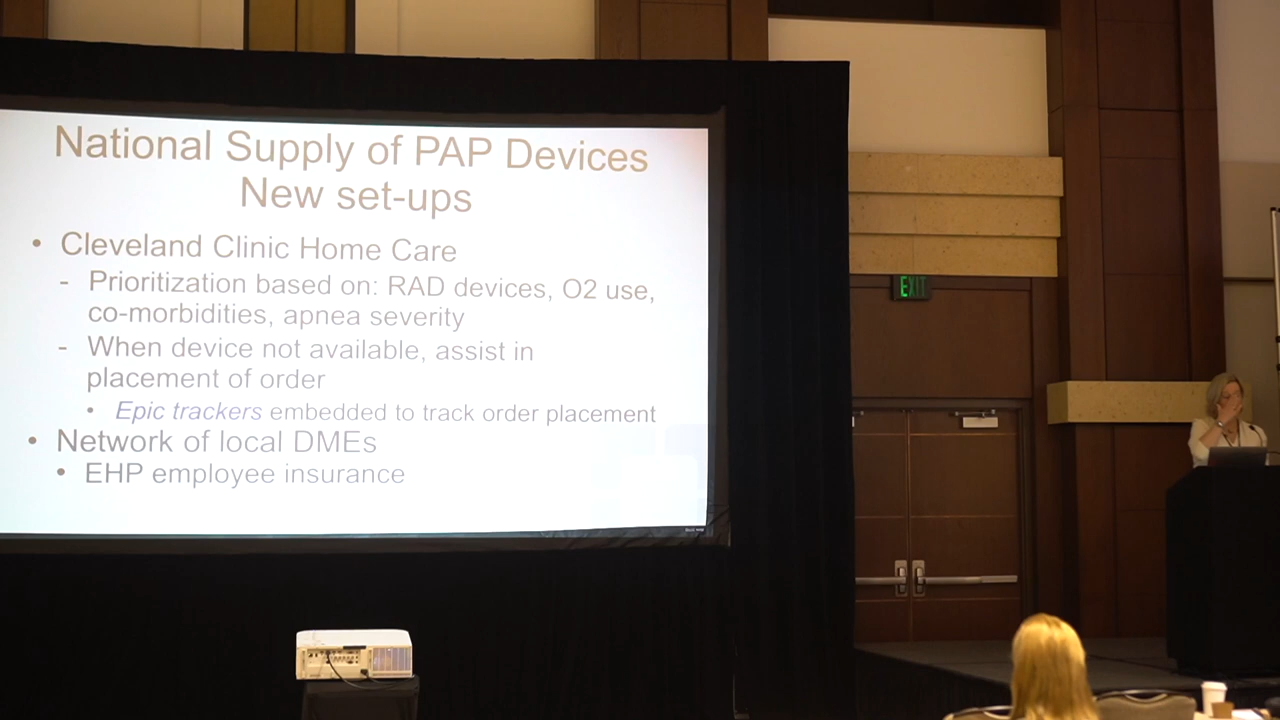 National Supply of PAP Devices
New set-ups
• Cleveland Clinic Home Care
- Prioritization based on: RAD devices, O2 use,
co-morbidities, apnea severity
- When device not available, assist in
placement of order
• Epic trackers embedded to track order placement
• Network of local DMEs
• EHP employee insurance
EXIT